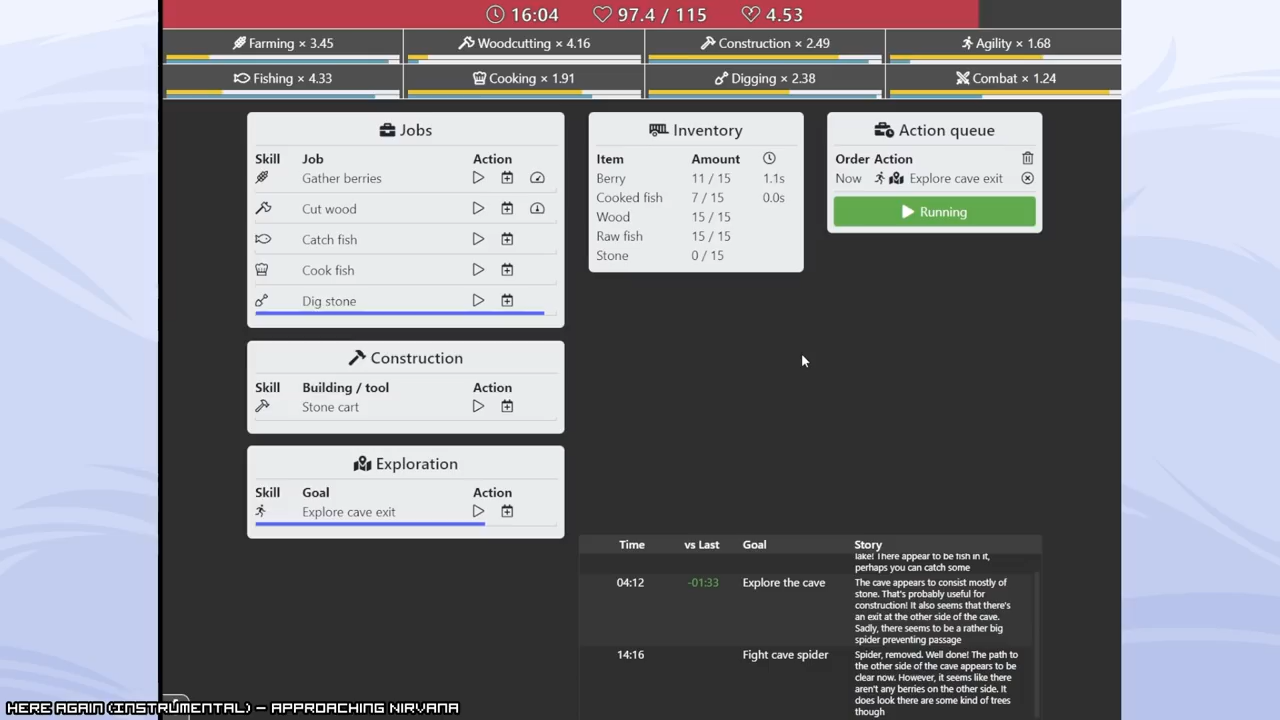 16:04 97.4 / 115 4.53
Farming × 3.45 Woodcutting × 4.16 Construction × 2.49 Agility × 1.68
Fishing × 4.33 Cooking × 1.91 Digging × 2.38 Combat × 1.24
Jobs
Skill Job Action
Gather berries
Cut wood
Catch fish
Cook fish
Dig stone
Construction
Skill Building / tool Action
Stone cart
Exploration
Skill Goal Action
Explore cave exit
Inventory
Item Amount
Berry 11 / 15 1.1s
Cooked fish 7 / 15 0.0s
Wood 15 / 15
Raw fish 15 / 15
Stone 0 / 15
Action queue
Order Action
Now Explore cave exit
Running
Time vs Last Goal Story
lake! There appear to be fish in it,
perhaps you can catch some
04:12 -01:33 Explore the cave The cave appears to consist mostly of
stone. That's probably useful for
construction! It also seems that there's
an exit at the other side of the cave.
Sadly, there seems to be a rather big
spider preventing passage
14:16 Fight cave spider Spider, removed. Well done! The path to
the other side of the cave appears to be
clear now. However, it seems like there
aren't any berries on the other side. It
does look there are some kind of trees
though
HERE AGAIN (INSTRUMENTAL) – APPROACHING NIRVANA